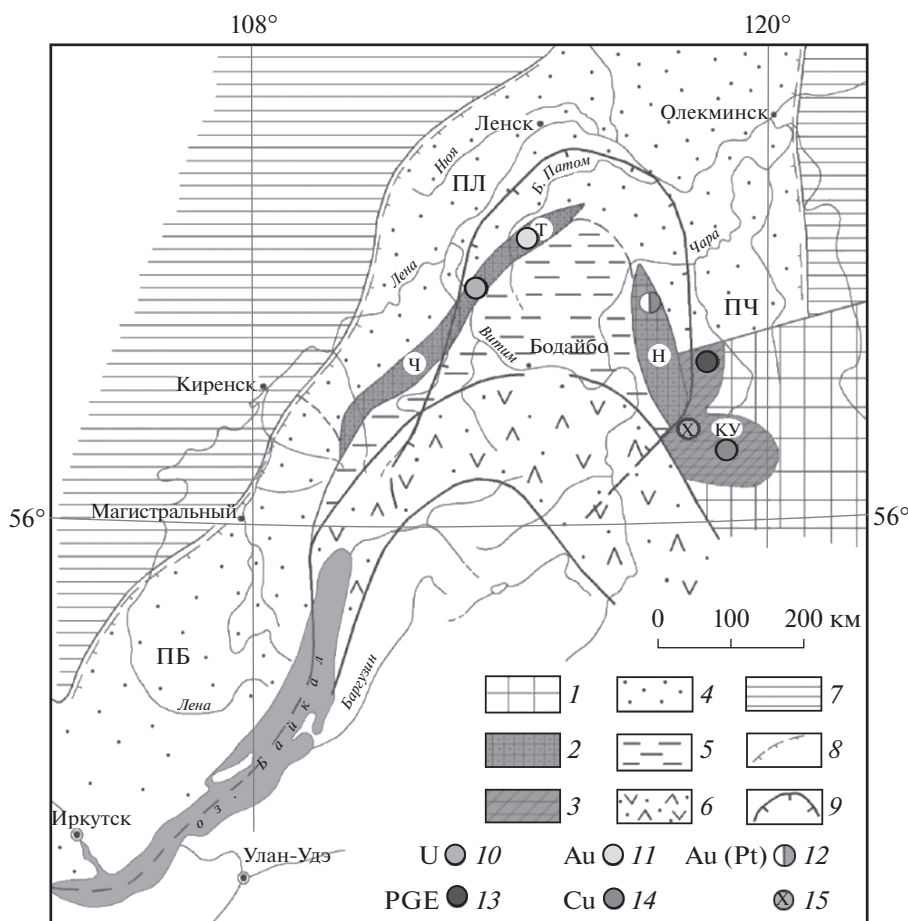 108° 120°
Ленск
Олекминск
Нюя
ПЛ
Б. Патом
Т
Чара
Лена
ПЧ
Витим
Бодайбо
Н
Ч
Киренск
Х КУ
Магистральный
56° 56°
0 100 200 км
ПБ
Лена
Баргузин
оз. Байкал
1 4 7
2 5 8
3 6 9
Иркутск
Улан-Удэ
U 10 Au 11 Au (Pt) 12
PGE 13 Cu 14 X 15